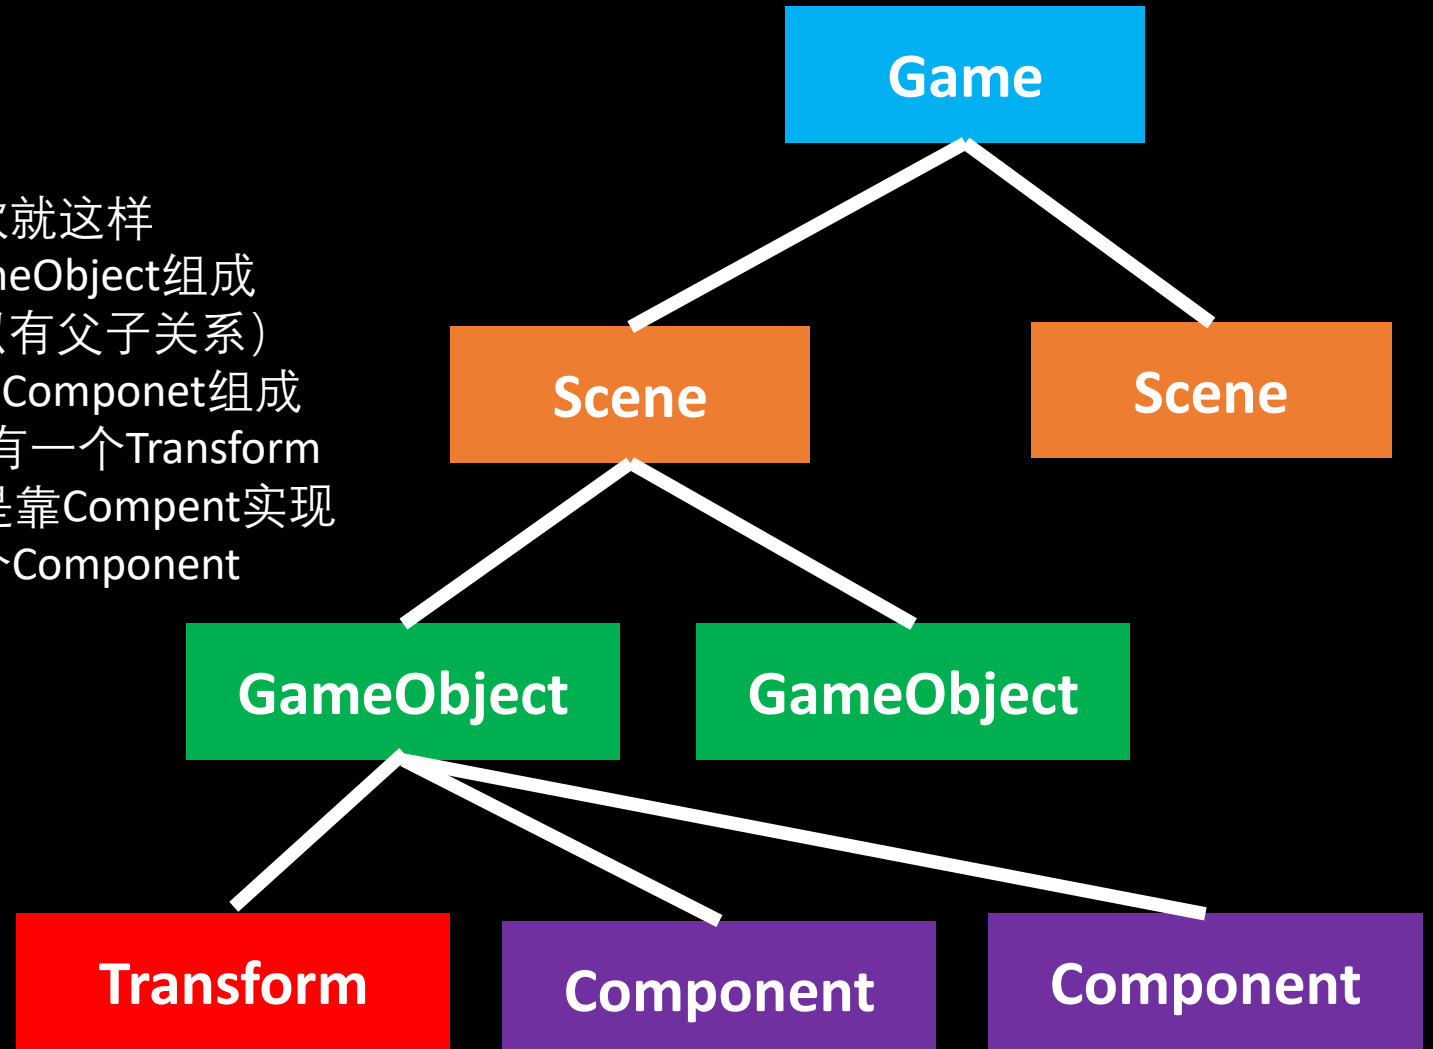 Game
就这样
neObject组成
有父子关系）
Componet组成
有一个Transform
是靠Compent实现
个Component
Scene
Scene
GameObject
GameObject
Transform
Component
Component